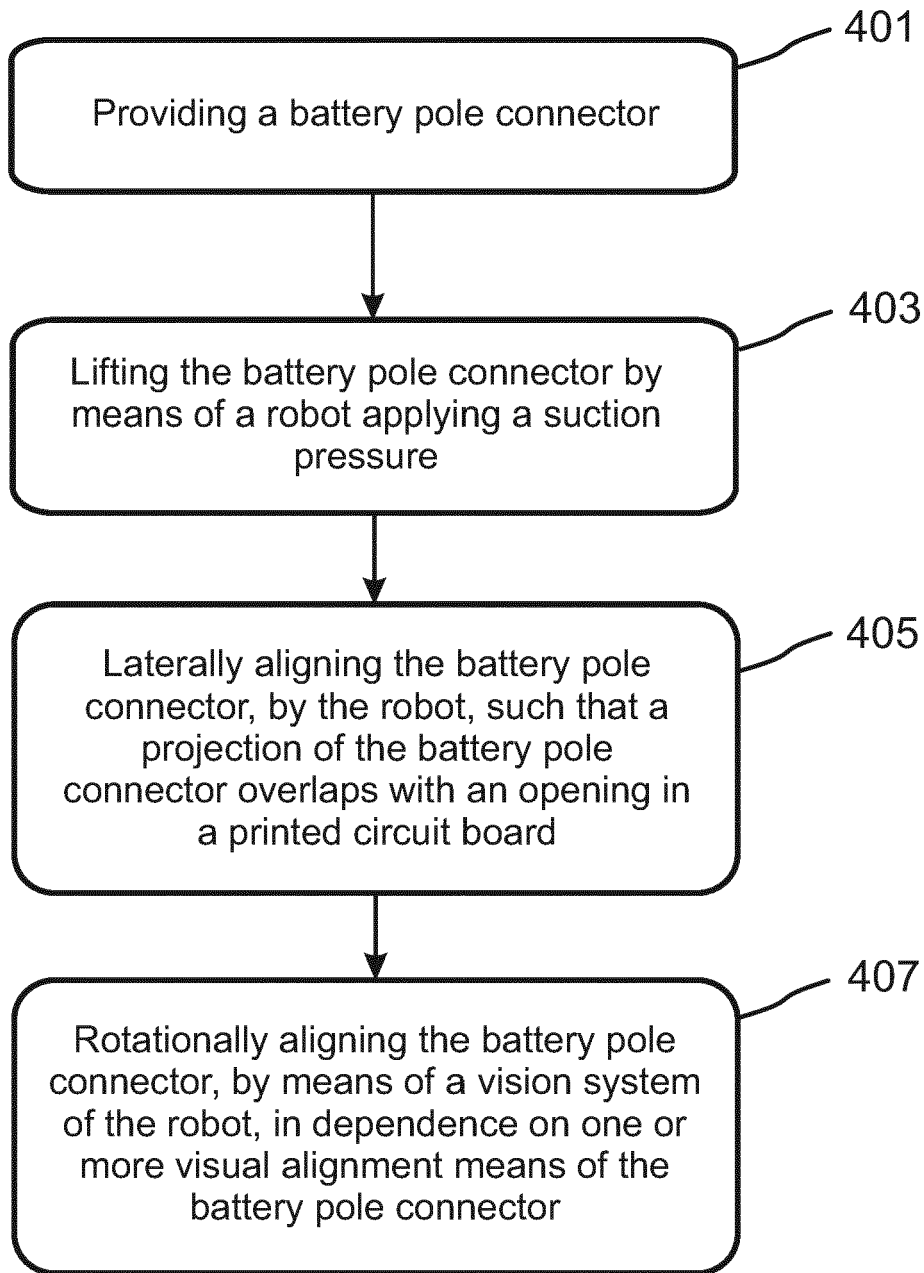 401
Providing a battery pole connector
403
Lifting the battery pole connector by
means of a robot applying a suction
pressure
405
Laterally aligning the battery pole
connector, by the robot, such that a
projection of the battery pole
connector overlaps with an opening in
a printed circuit board
407
Rotationally aligning the battery pole
connector, by means of a vision system
of the robot, in dependence on one or
more visual alignment means of the
battery pole connector